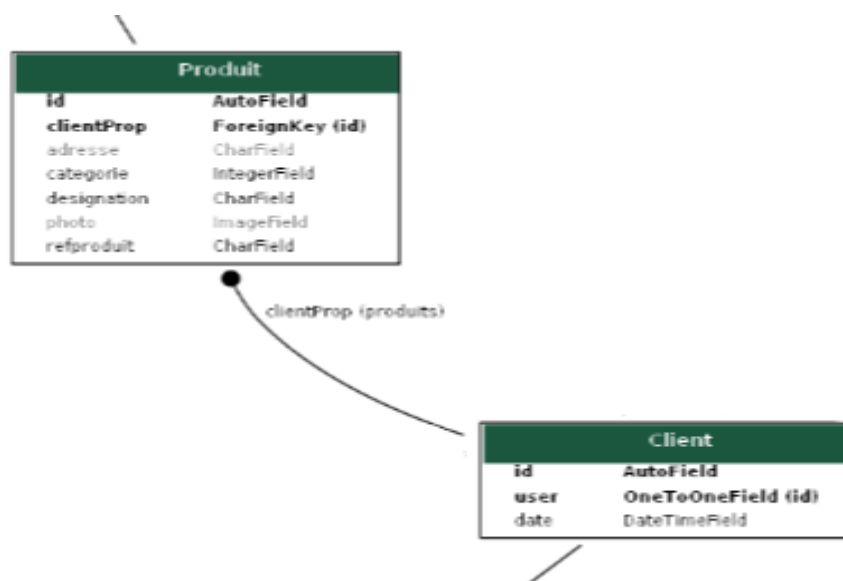 Produit
id AutoField
clientProp ForeignKey (id)
adresse CharField
categorie IntegerField
designation CharField
photo ImageField
refproduit CharField
clientProp (produits)
Client
id AutoField
user OneToOneField (id)
date DateTimeField